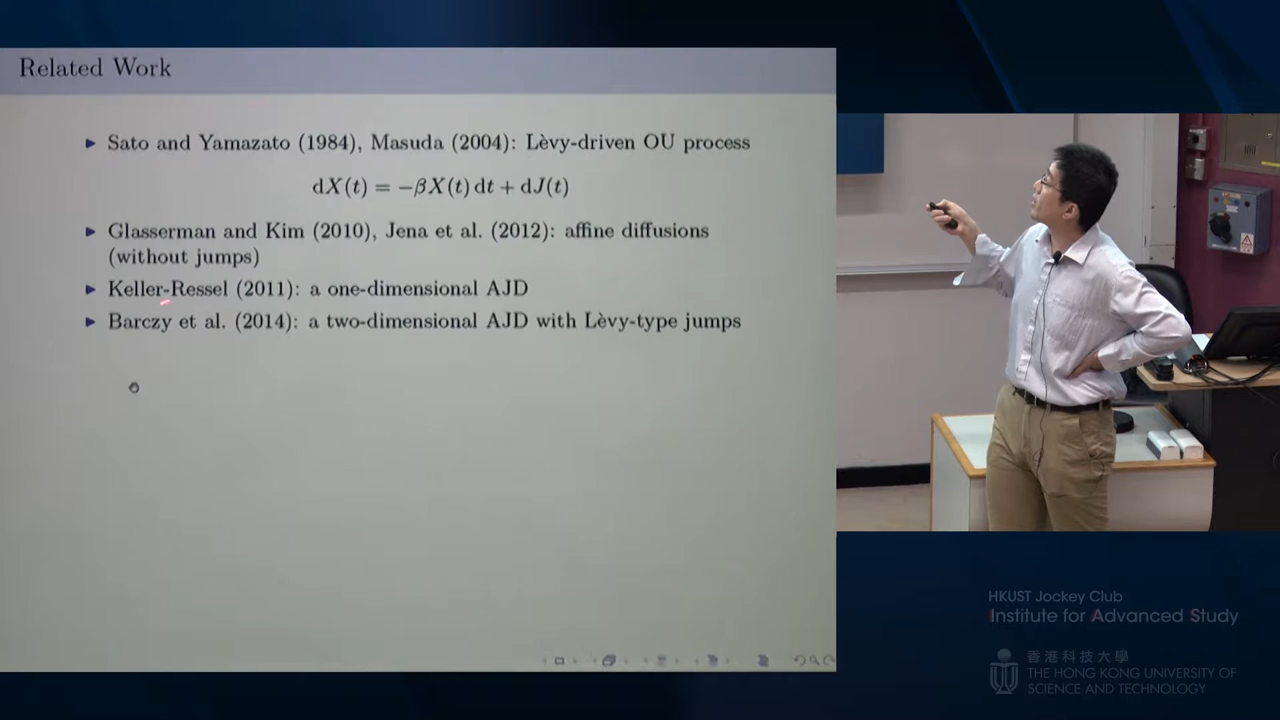 Related Work
▸ Sato and Yamazato (1984), Masuda (2004): Lèvy-driven OU process
dX(t) = −βX(t) dt + dJ(t)
▸ Glasserman and Kim (2010), Jena et al. (2012): affine diffusions
(without jumps)
▸ Keller-Ressel (2011): a one-dimensional AJD
▸ Barczy et al. (2014): a two-dimensional AJD with Lèvy-type jumps
HKUST Jockey Club
Institute for Advanced Study
香港科技大學
THE HONG KONG UNIVERSITY OF
SCIENCE AND TECHNOLOGY